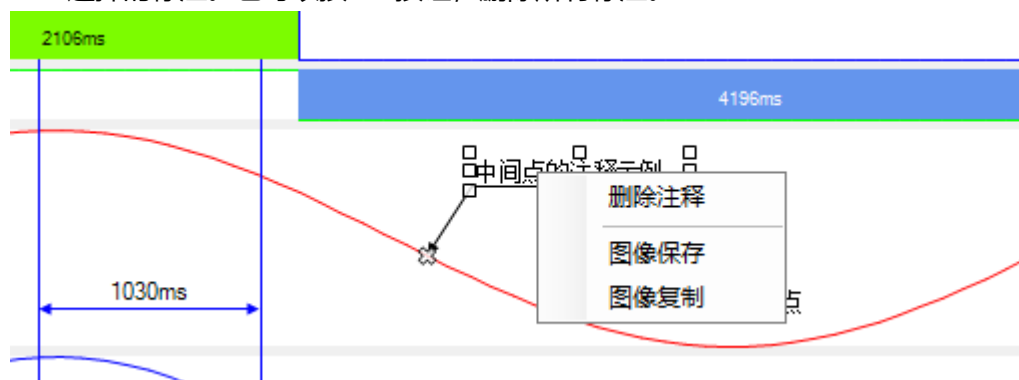 2106ms
4196ms
中间点的注释示例
删除注释
图像保存
1030ms
图像复制
点